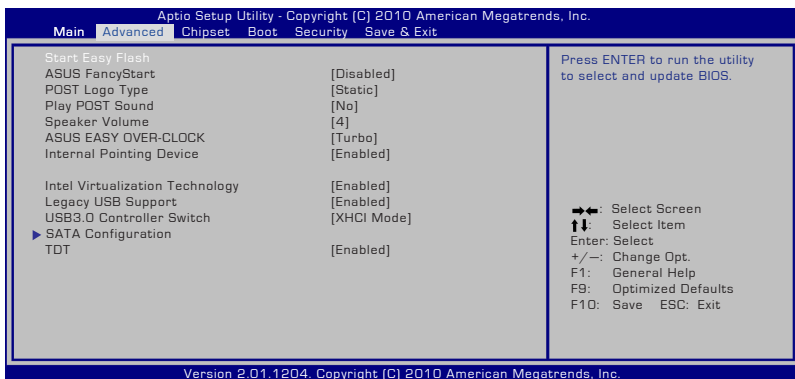 Aptio Setup Utility - Copyright (C) 2010 American Megatrends, Inc.
Main Advanced Chipset Boot Security Save & Exit
Start Easy Flash
ASUS FancyStart [Disabled]
POST Logo Type [Static]
Play POST Sound [No]
Speaker Volume [4]
ASUS EASY OVER-CLOCK [Turbo]
Internal Pointing Device [Enabled]
Intel Virtualization Technology [Enabled]
Legacy USB Support [Enabled]
USB3.0 Controller Switch [XHCI Mode]
SATA Configuration
TDT [Enabled]
Press ENTER to run the utility
to select and update BIOS.
→←: Select Screen
↑↓: Select Item
Enter: Select
+/−: Change Opt.
F1: General Help
F9: Optimized Defaults
F10: Save ESC: Exit
Version 2.01.1204. Copyright (C) 2010 American Megatrends, Inc.